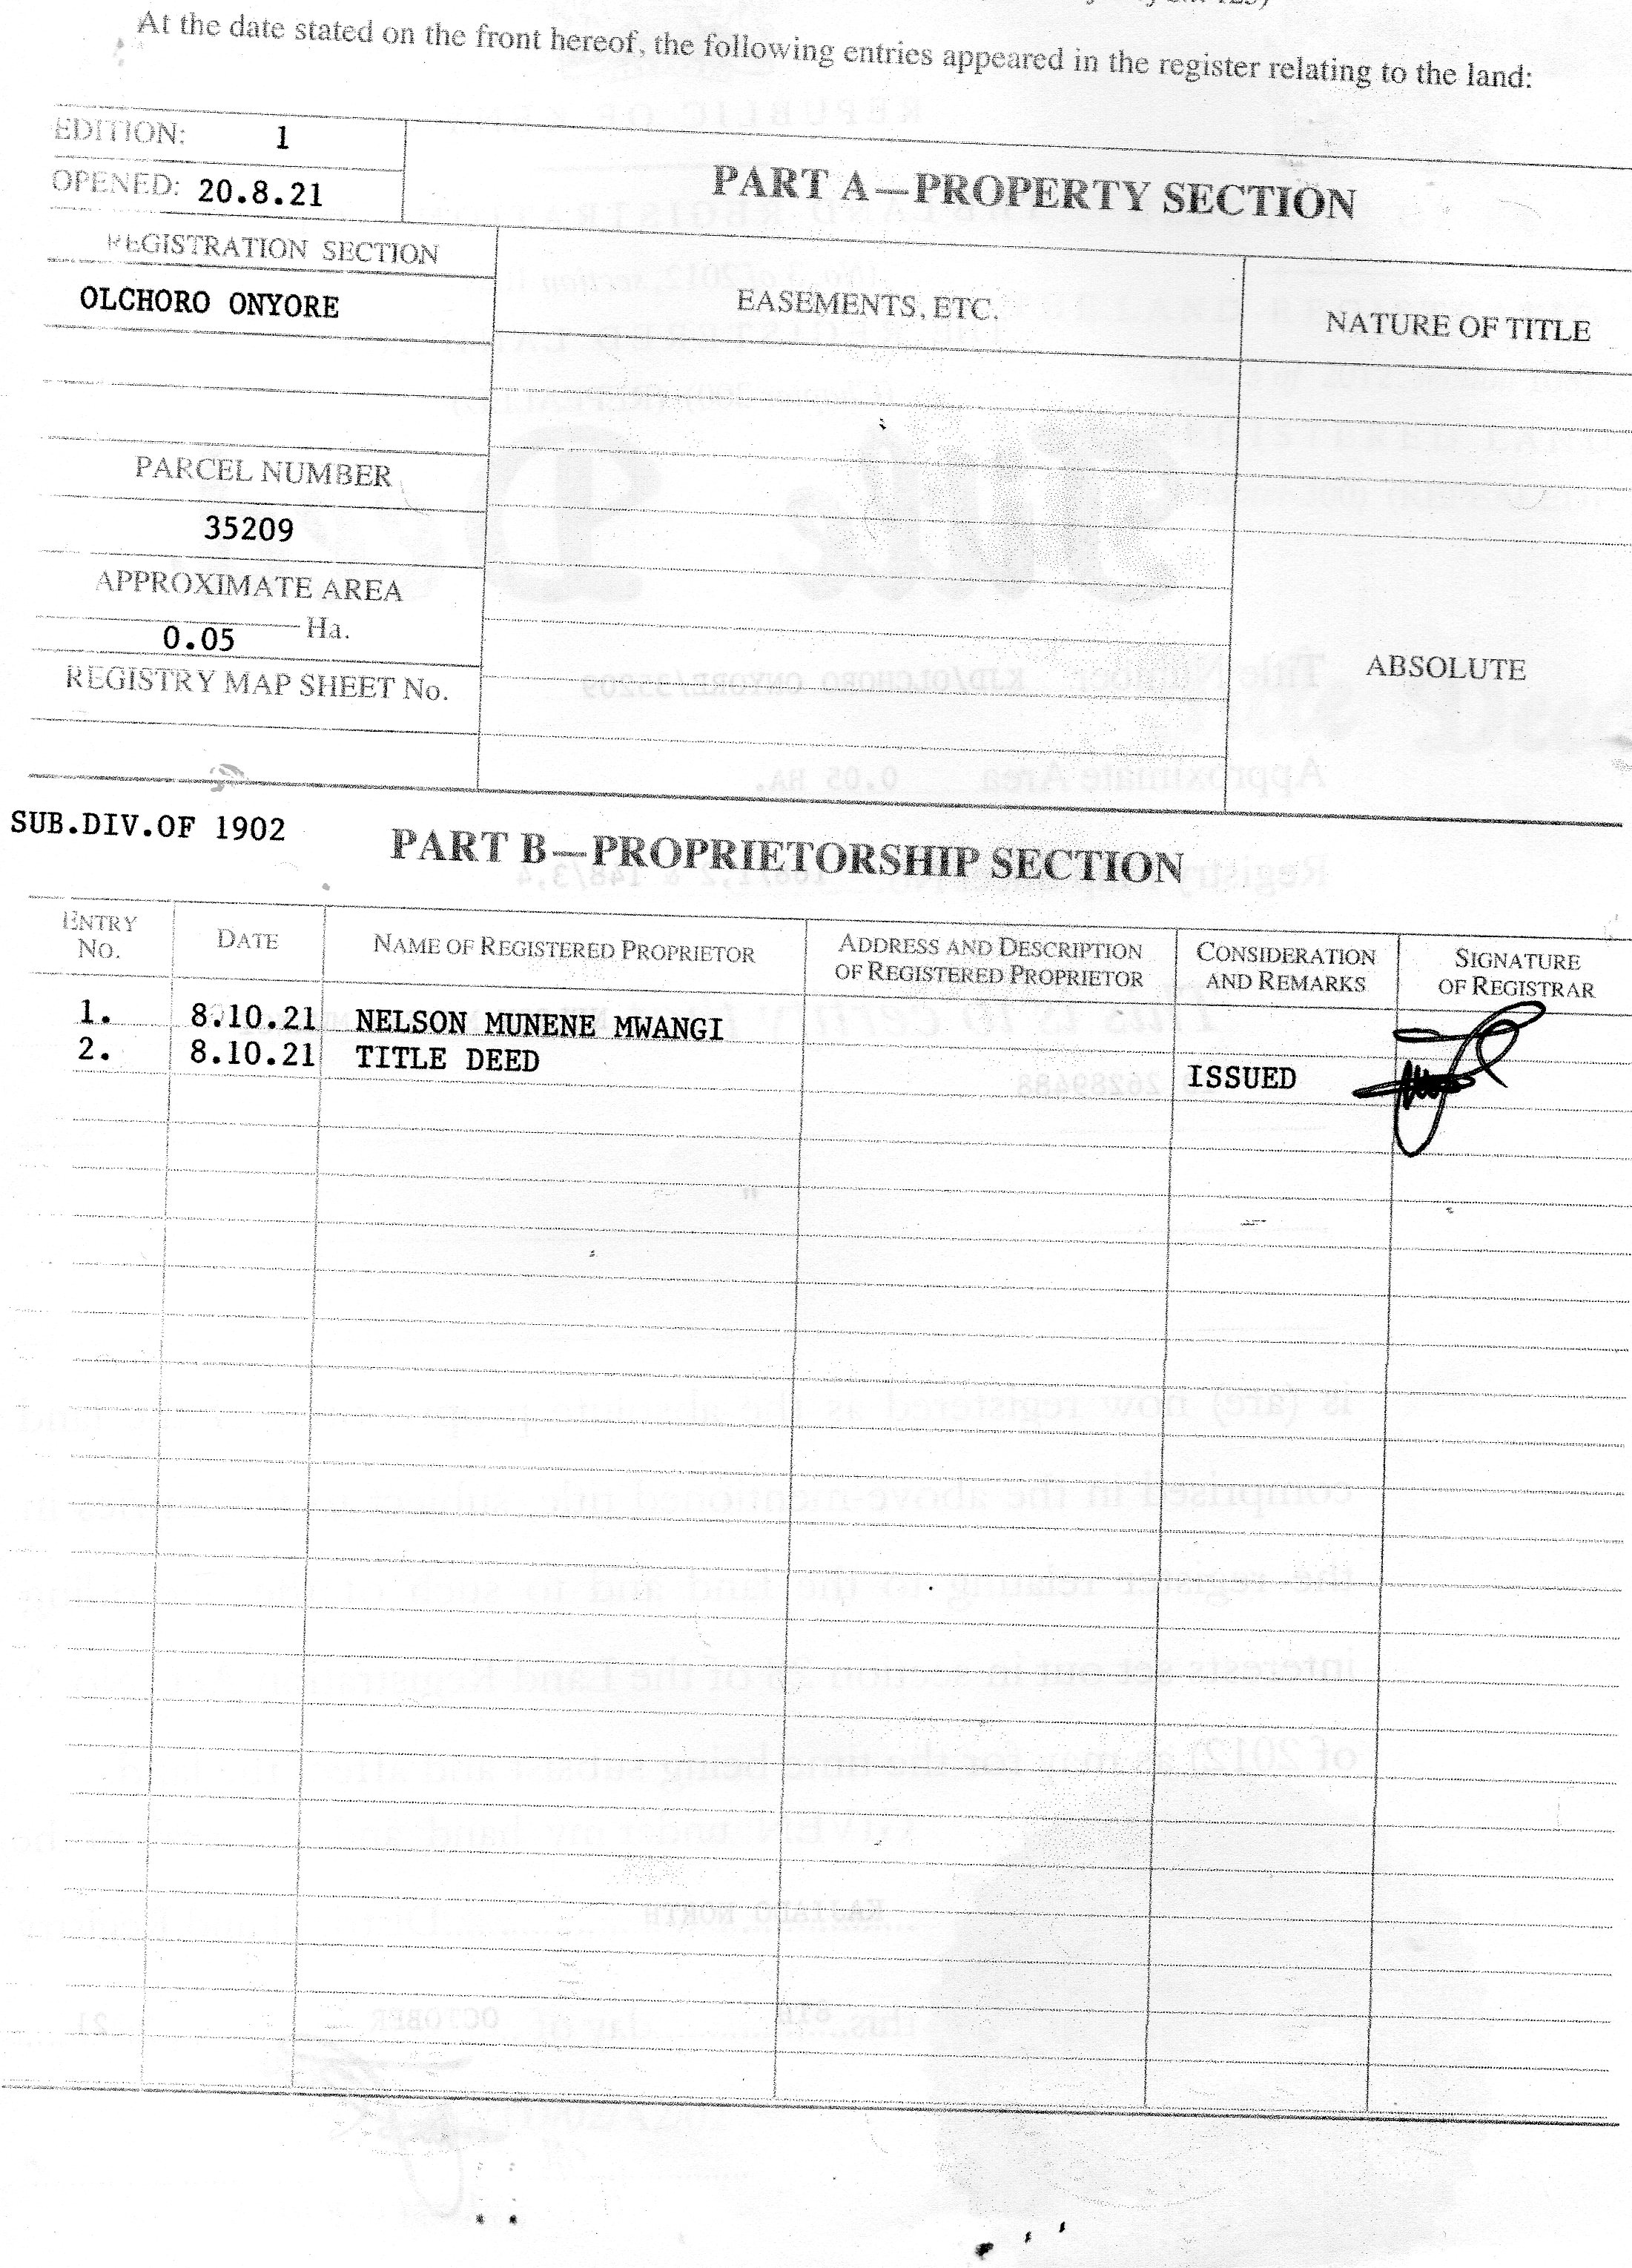 At the date stated on the front hereof, the following entries appeared in the register relating to the land:
EDITION: 1
OPENED: 20.8.21
PART A—PROPERTY SECTION
REGISTRATION SECTION
OLCHORO ONYORE
EASEMENTS, ETC.
NATURE OF TITLE
PARCEL NUMBER
35209
APPROXIMATE AREA
0.05 Ha.
REGISTRY MAP SHEET No.
ABSOLUTE
SUB.DIV.OF 1902
PART B—PROPRIETORSHIP SECTION
ENTRY No. DATE NAME OF REGISTERED PROPRIETOR ADDRESS AND DESCRIPTION OF REGISTERED PROPRIETOR CONSIDERATION AND REMARKS SIGNATURE OF REGISTRAR
1. 8.10.21 NELSON MUNENE MWANGI
2. 8.10.21 TITLE DEED ISSUED